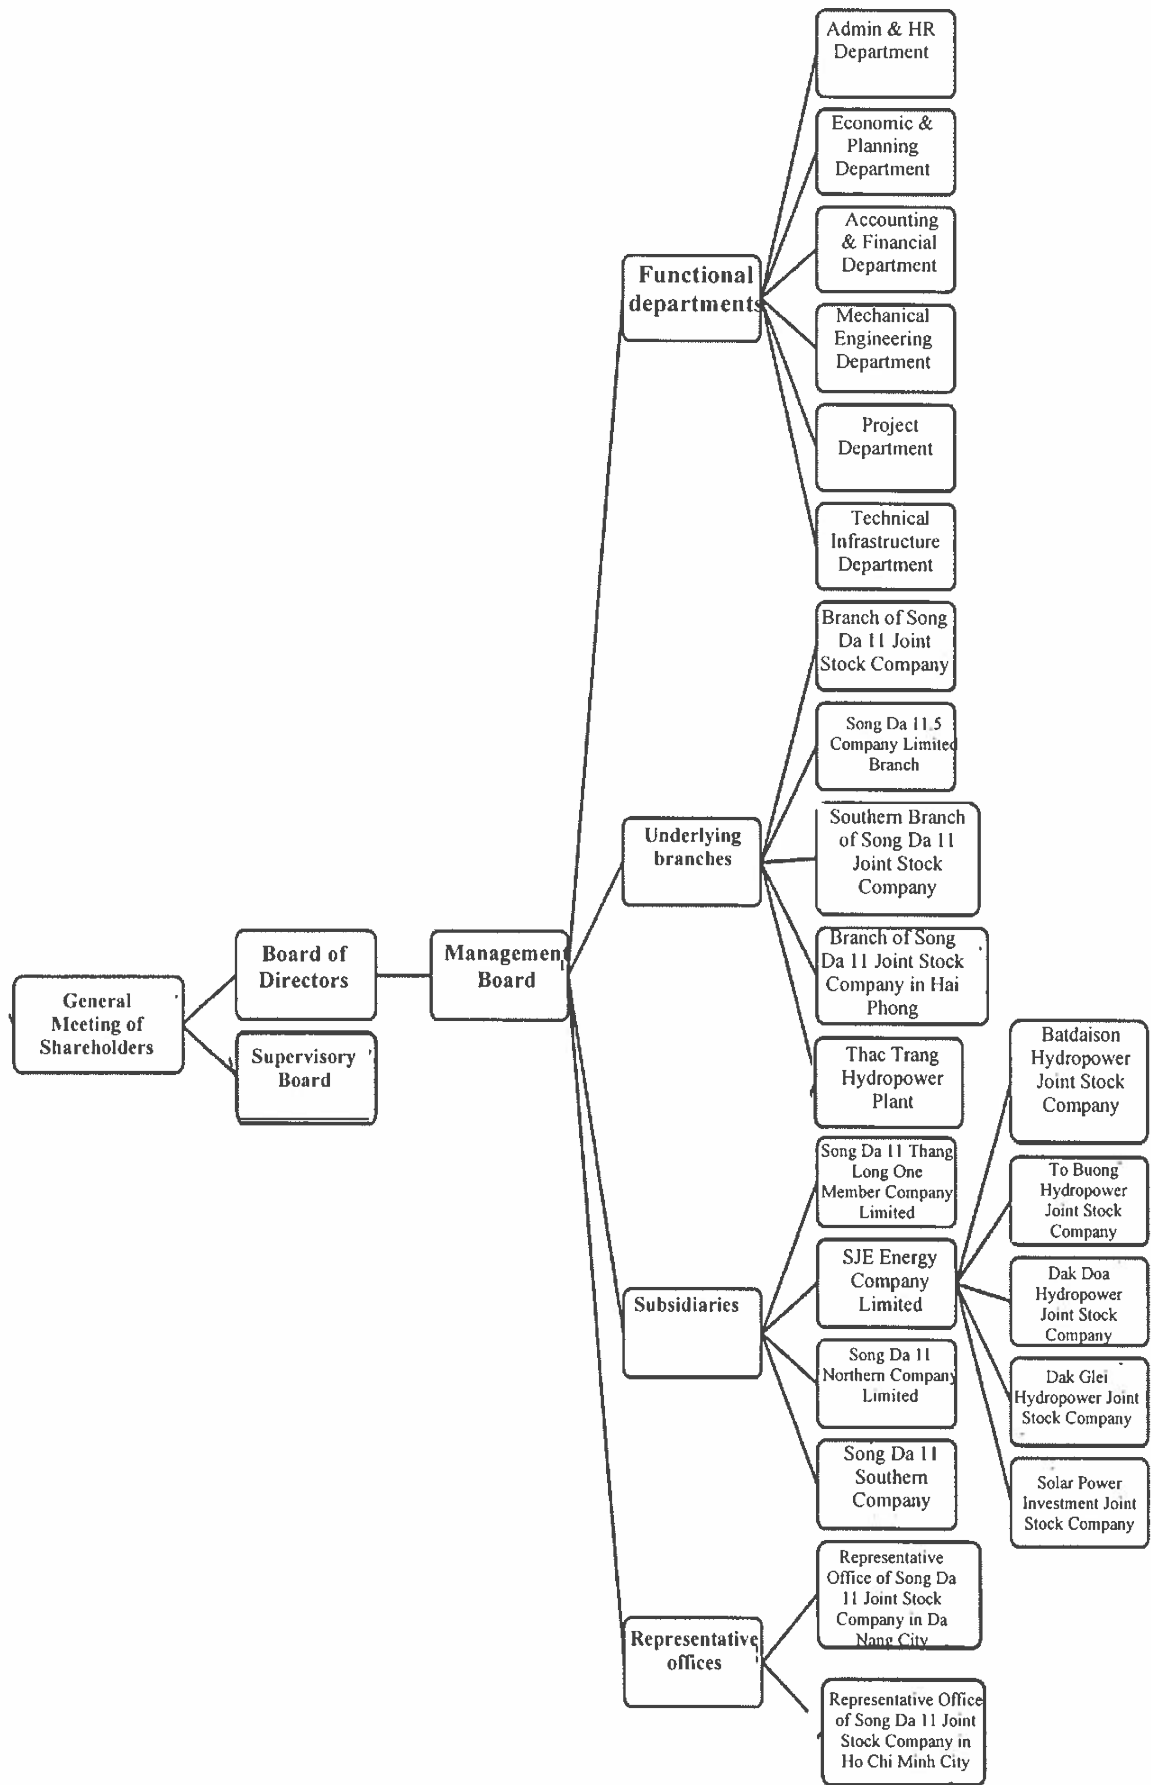 General
Meeting of
Shareholders
Board of
Directors
Supervisory
Board
Management
Board
Functional
departments
Admin & HR
Department
Economic &
Planning
Department
Accounting
& Financial
Department
Mechanical
Engineering
Department
Project
Department
Technical
Infrastructure
Department
Underlying
branches
Branch of Song
Da 11 Joint
Stock Company
Song Da 11.5
Company Limited
Branch
Southern Branch
of Song Da 11
Joint Stock
Company
Branch of Song
Da 11 Joint Stock
Company in Hai
Phong
Thac Trang
Hydropower
Plant
Subsidiaries
Song Da 11 Thang
Long One
Member Company
Limited
SJE Energy
Company
Limited
Batdaison
Hydropower
Joint Stock
Company
To Buong
Hydropower
Joint Stock
Company
Dak Doa
Hydropower
Joint Stock
Company
Dak Glei
Hydropower Joint
Stock Company
Solar Power
Investment Joint
Stock Company
Song Da 11
Northern Company
Limited
Song Da 11
Southern
Company
Representative
offices
Representative
Office of Song Da
11 Joint Stock
Company in Da
Nang City
Representative Office
of Song Da 11 Joint
Stock Company in
Ho Chi Minh City